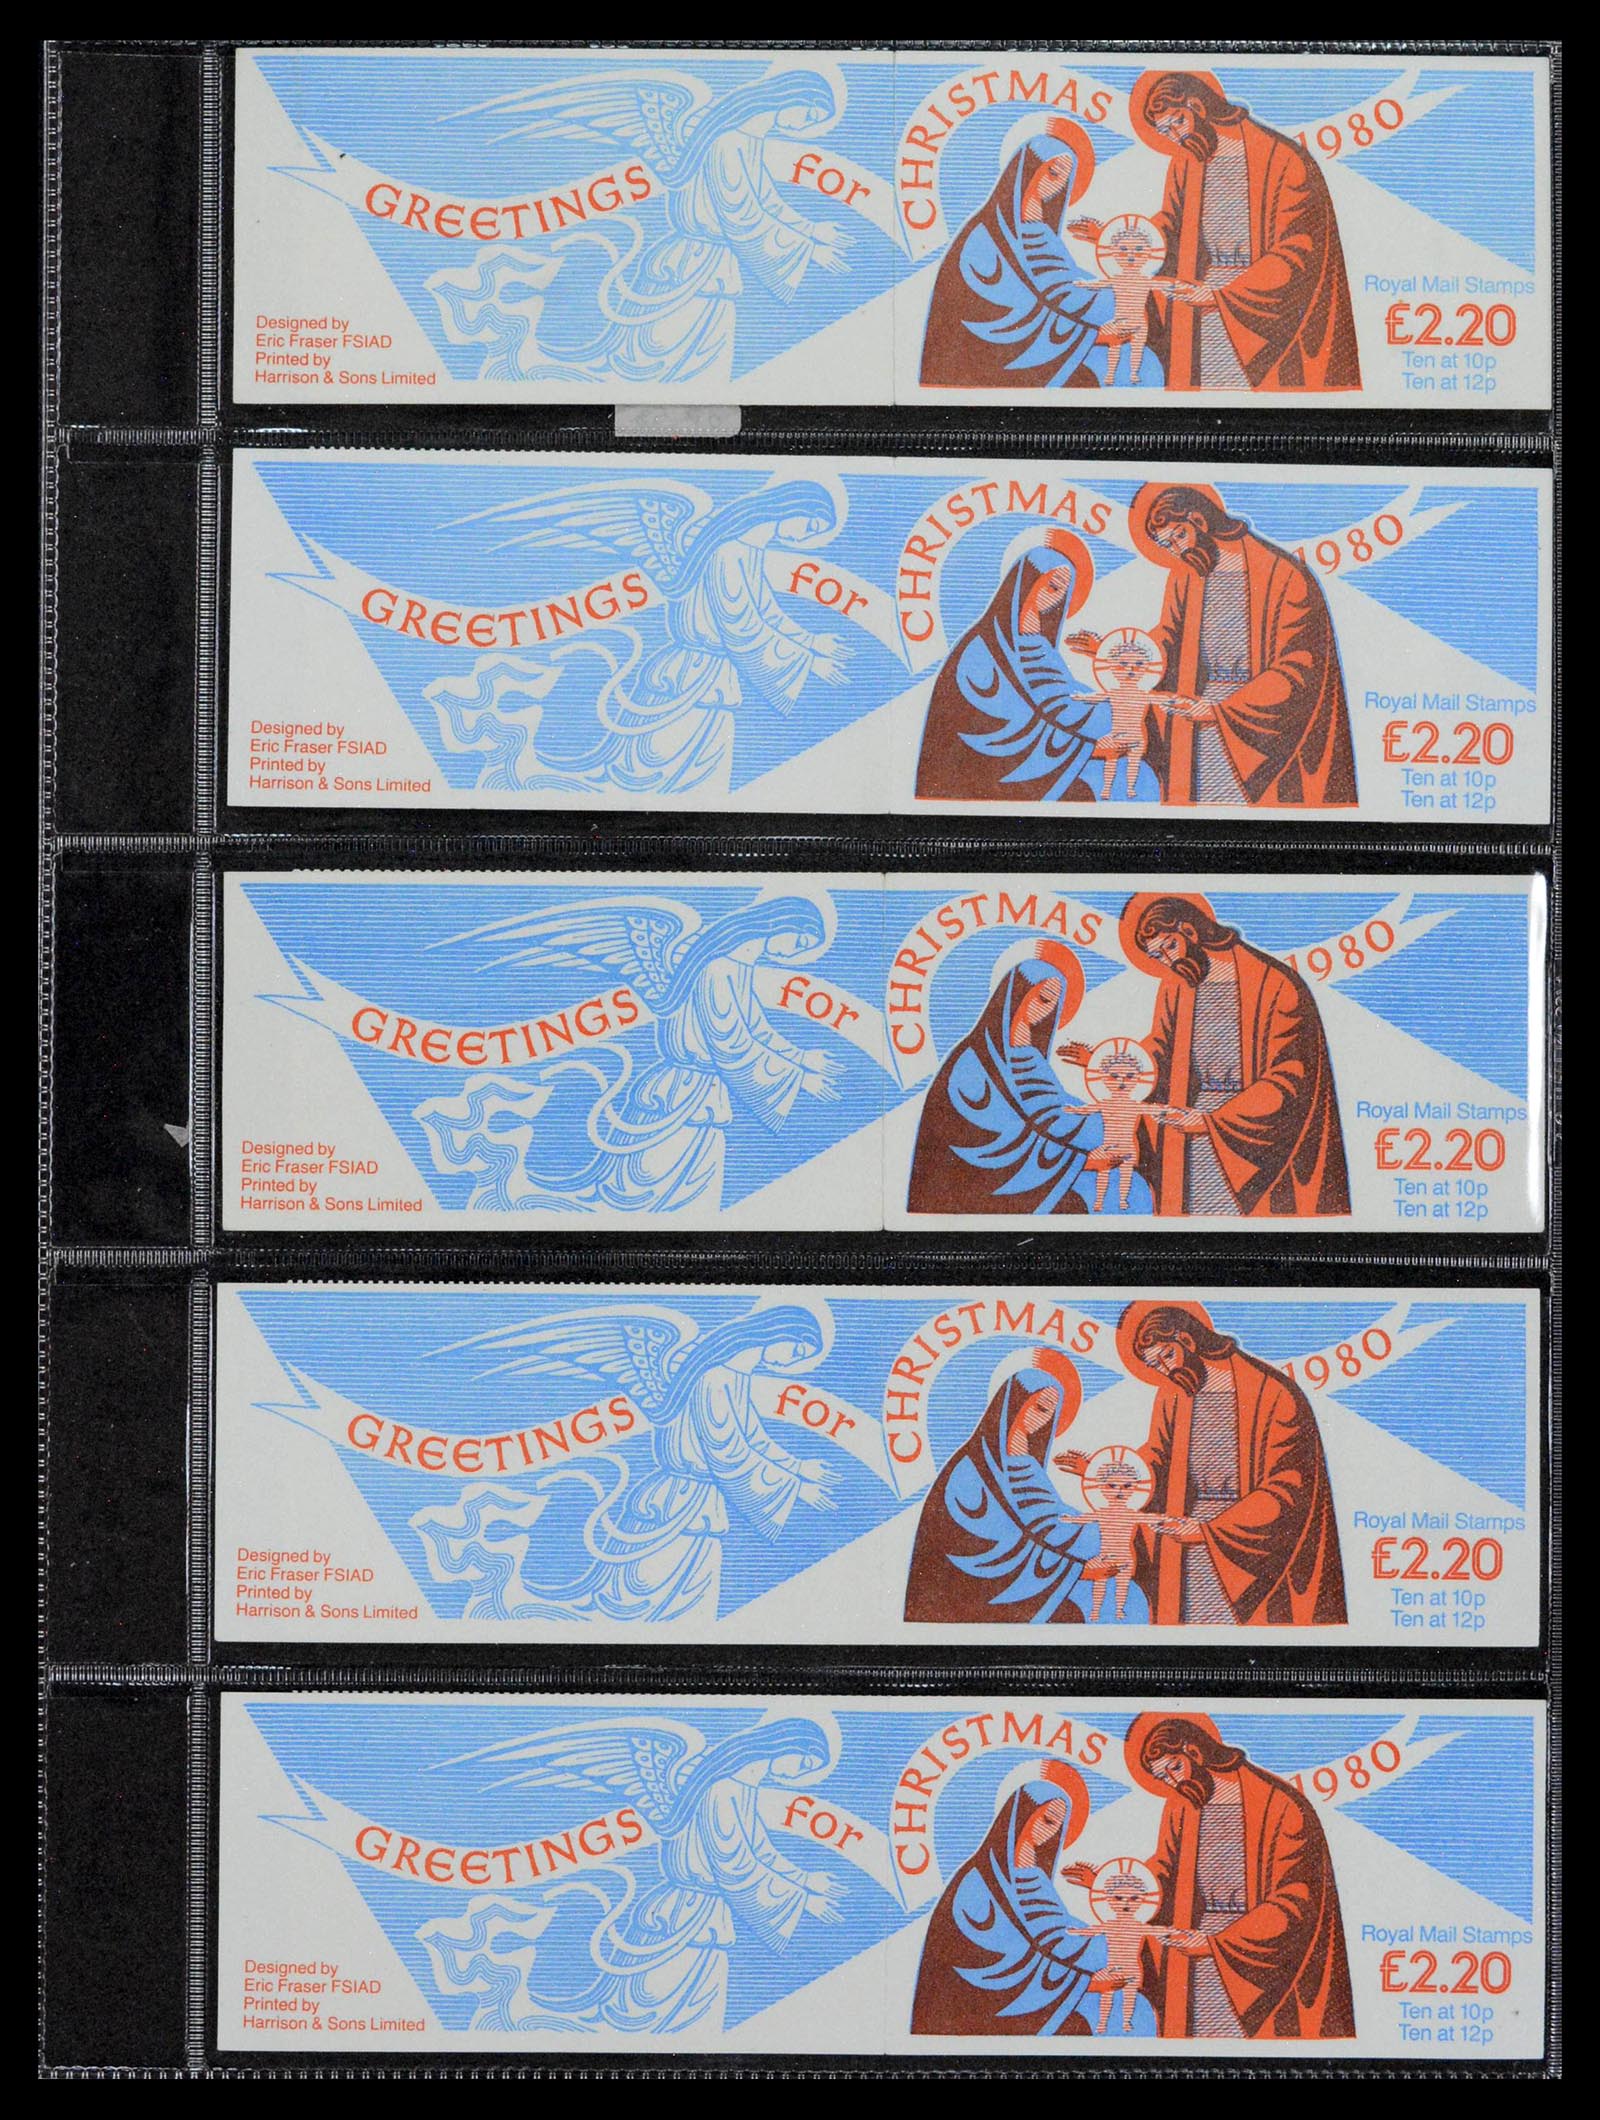 GREETINGS for CHRISTMAS 1980
Designed by
Eric Fraser FSIAD
Printed by
Harrison & Sons Limited
Royal Mail Stamps
£2.20
Ten at 10p
Ten at 12p
GREETINGS for CHRISTMAS 1980
Designed by
Eric Fraser FSIAD
Printed by
Harrison & Sons Limited
Royal Mail Stamps
£2.20
Ten at 10p
Ten at 12p
GREETINGS for CHRISTMAS 1980
Designed by
Eric Fraser FSIAD
Printed by
Harrison & Sons Limited
Royal Mail Stamps
£2.20
Ten at 10p
Ten at 12p
GREETINGS for CHRISTMAS 1980
Designed by
Eric Fraser FSIAD
Printed by
Harrison & Sons Limited
Royal Mail Stamps
£2.20
Ten at 10p
Ten at 12p
GREETINGS for CHRISTMAS 1980
Designed by
Eric Fraser FSIAD
Printed by
Harrison & Sons Limited
Royal Mail Stamps
£2.20
Ten at 10p
Ten at 12p